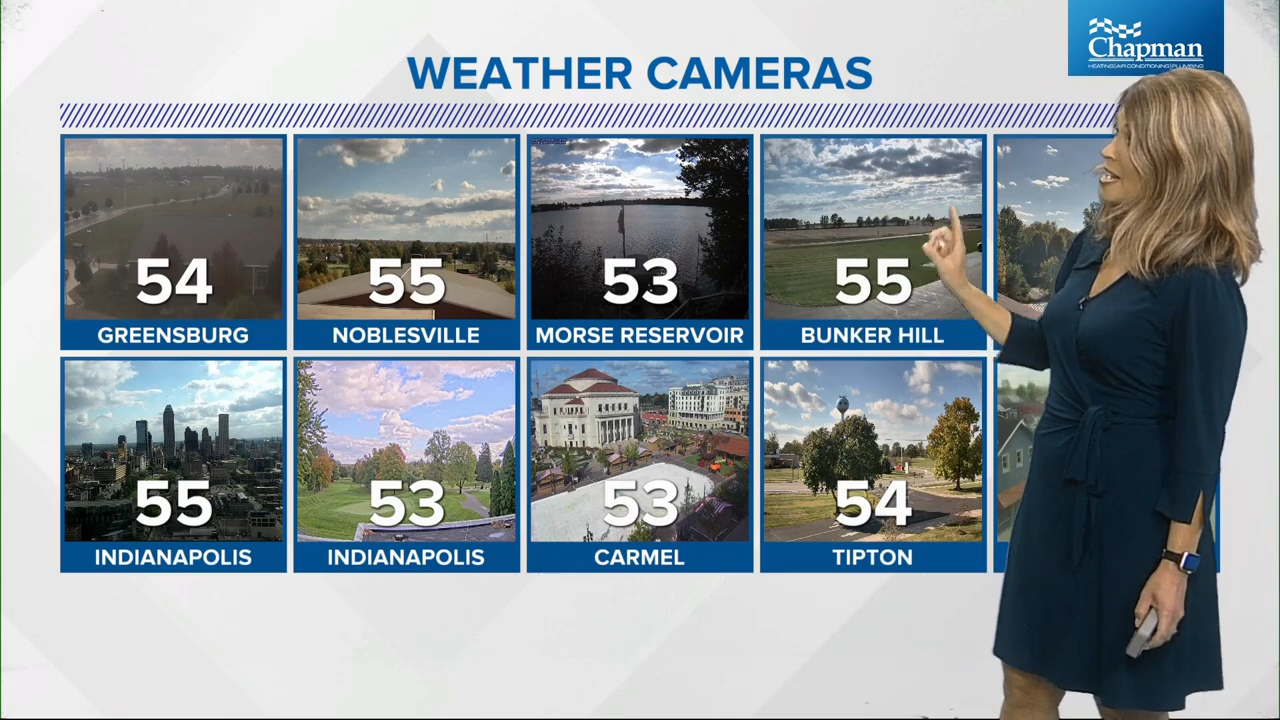 Chapman
HEATING|AIR CONDITIONING|PLUMBING
WEATHER CAMERAS
54
55
53
55
GREENSBURG
NOBLESVILLE
MORSE RESERVOIR
BUNKER HILL
55
53
53
54
INDIANAPOLIS
INDIANAPOLIS
CARMEL
TIPTON